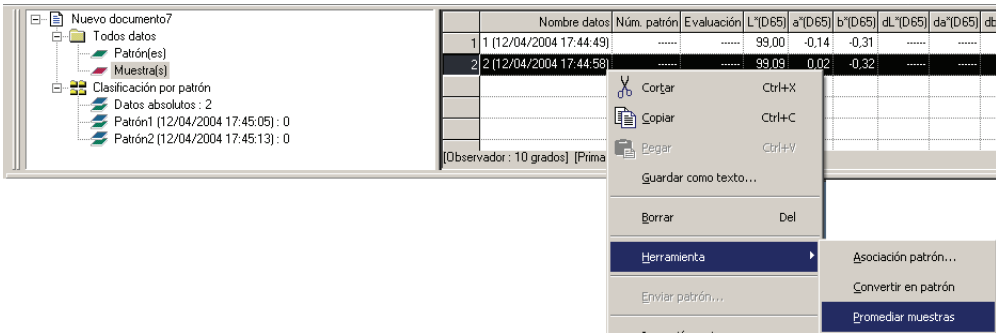 Nuevo documento7
Todos datos
Patrón(es)
Muestra(s)
Clasificación por patrón
Datos absolutos : 2
Patrón1 (12/04/2004 17:45:05) : 0
Patrón2 (12/04/2004 17:45:13) : 0
Nombre datos Núm. patrón Evaluación L*(D65) a*(D65) b*(D65) dL*(D65) da*(D65) db
1 1 (12/04/2004 17:44:49) ------ ------ 99,00 -0,14 -0,31 ------ ------
2 2 (12/04/2004 17:44:58) ------ ------ 99,09 0,02 -0,32 ------ ------
[Observador : 10 grados] [Prima
Cortar Ctrl+X
Copiar Ctrl+C
Pegar Ctrl+V
Guardar como texto...
Borrar Del
Herramienta
Enviar patrón...
Asociación patrón...
Convertir en patrón
Promediar muestras